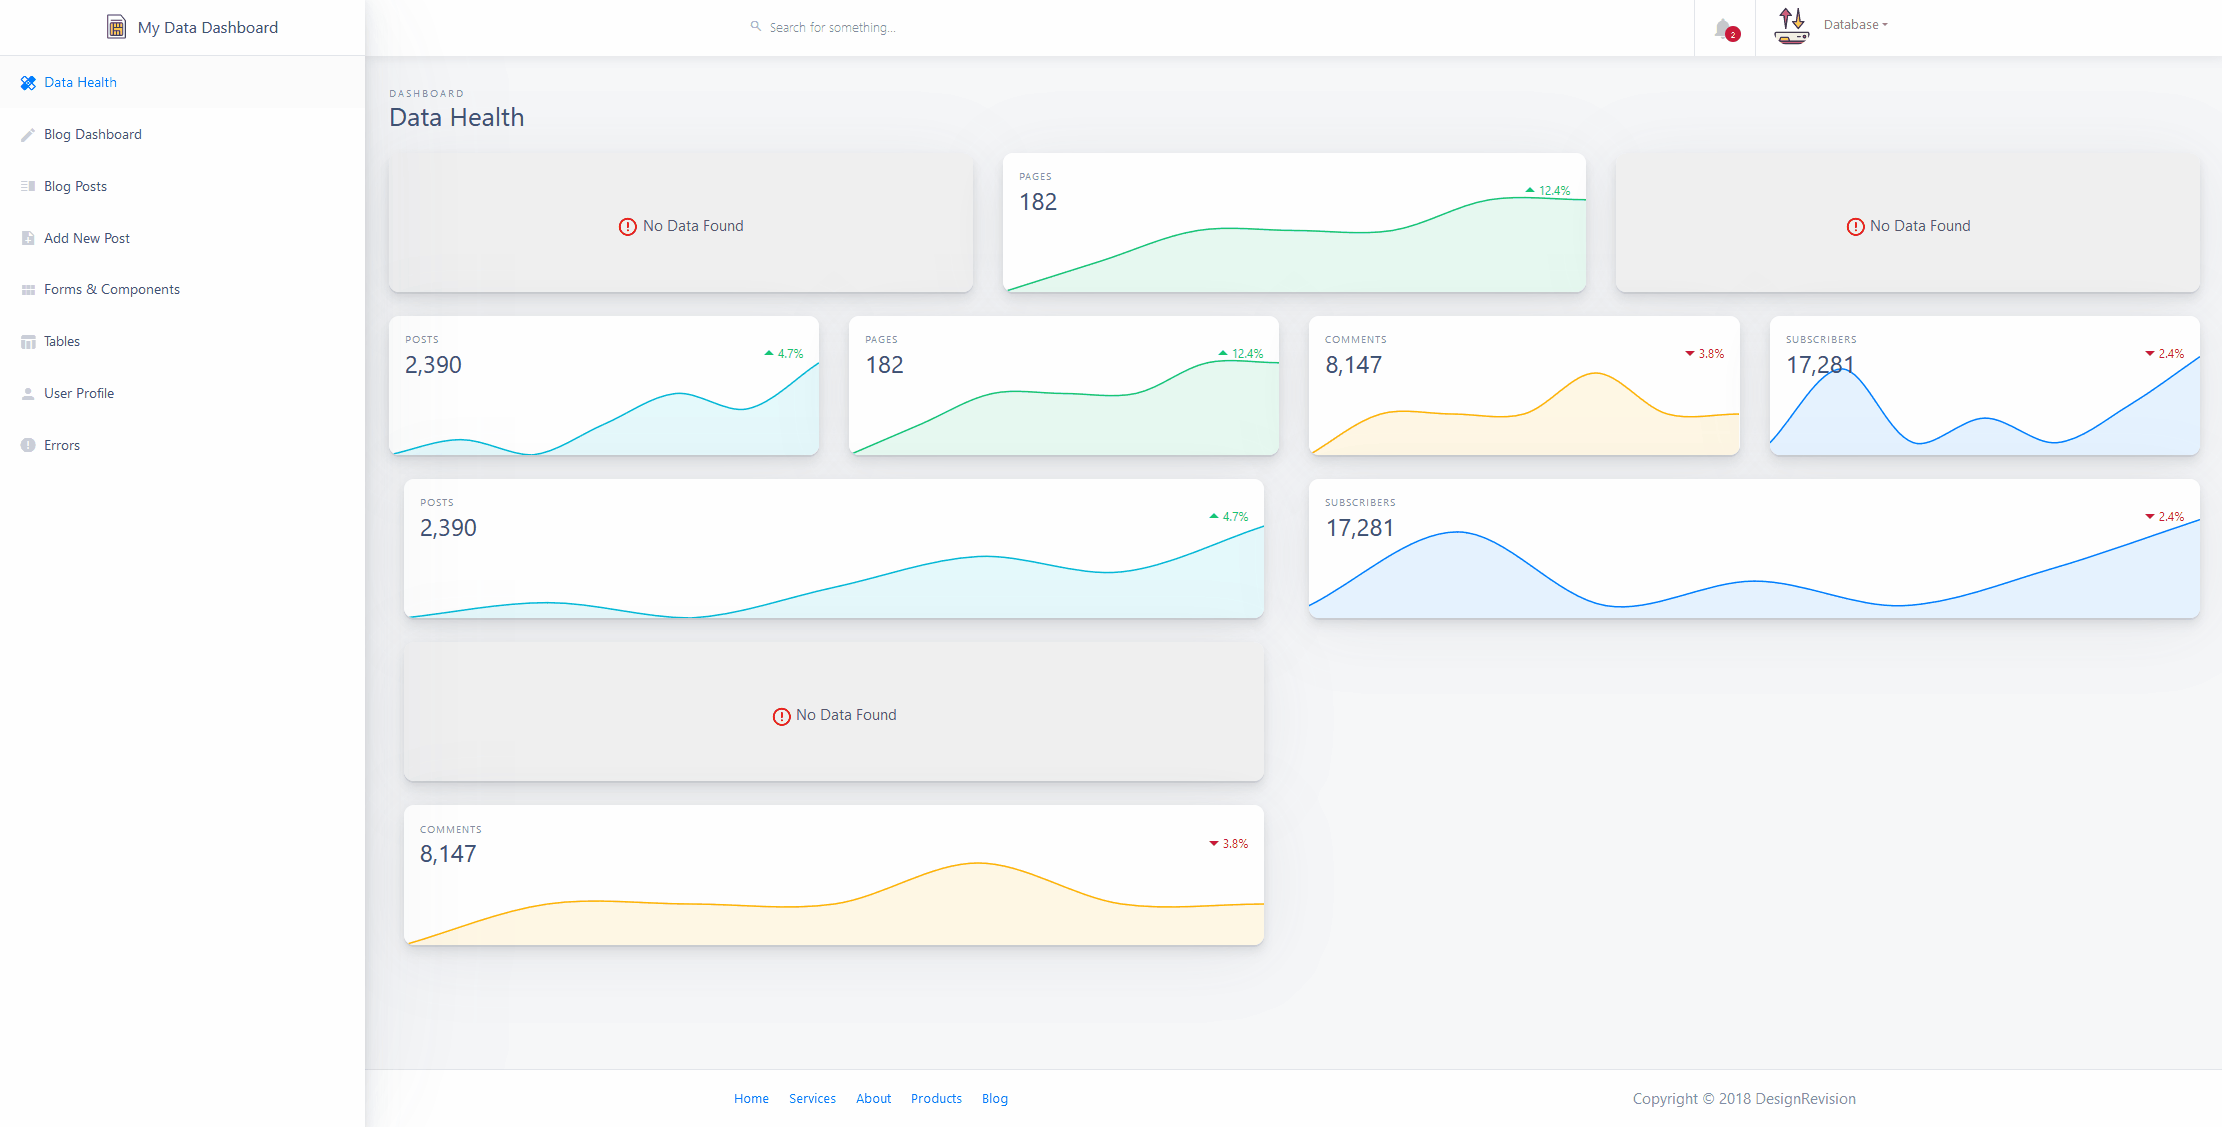 My Data Dashboard
Search for something...
2
Database
Data Health
Blog Dashboard
Blog Posts
Add New Post
Forms & Components
Tables
User Profile
Errors
DASHBOARD
Data Health
No Data Found
PAGES
182
12.4%
No Data Found
POSTS
2,390
4.7%
PAGES
182
12.4%
COMMENTS
8,147
3.8%
SUBSCRIBERS
17,281
2.4%
POSTS
2,390
4.7%
SUBSCRIBERS
17,281
2.4%
No Data Found
COMMENTS
8,147
3.8%
Home Services About Products Blog
Copyright © 2018 DesignRevision